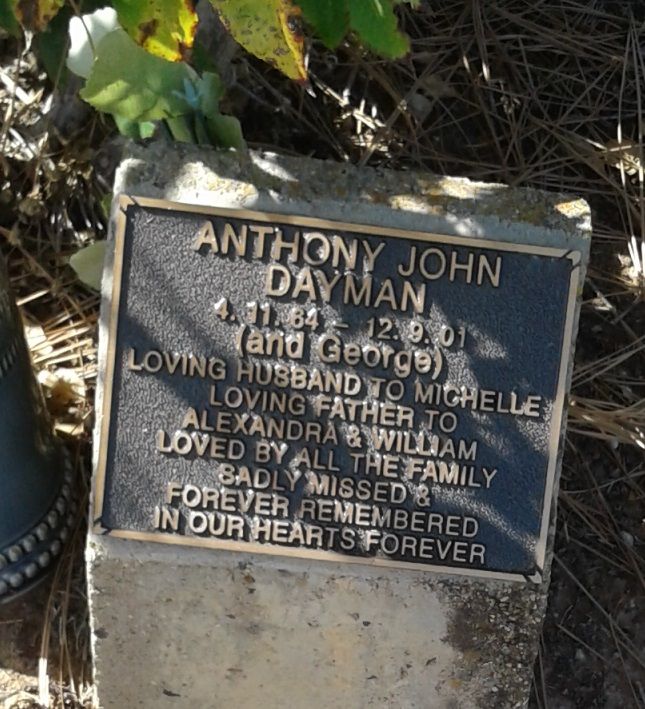 ANTHONY JOHN
DAYMAN
4. 11. 64 – 12. 9. 01
(and George)
LOVING HUSBAND TO MICHELLE
LOVING FATHER TO
ALEXANDRA & WILLIAM
LOVED BY ALL THE FAMILY
SADLY MISSED &
FOREVER REMEMBERED
IN OUR HEARTS FOREVER